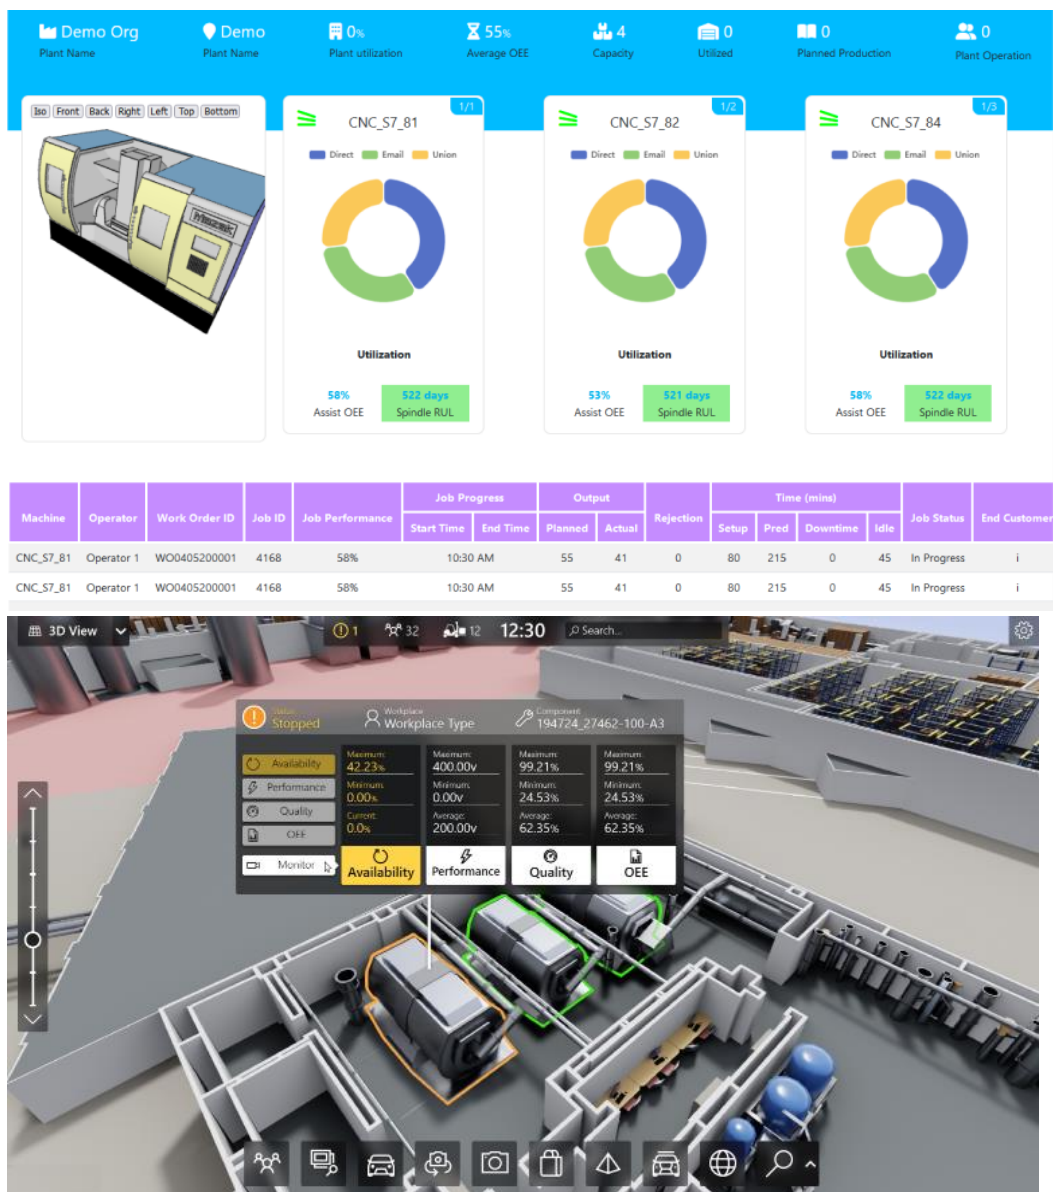 Demo Org Demo 0% 55% 4 0 0 0
Plant Name Plant Name Plant utilization Average OEE Capacity Utilized Planned Production Plant Operation
Iso Front Back Right Left Top Bottom
Mazak
1/1
CNC_S7_81
Direct Email Union
Utilization
58% 522 days
Assist OEE Spindle RUL
1/2
CNC_S7_82
Direct Email Union
Utilization
53% 521 days
Assist OEE Spindle RUL
1/3
CNC_S7_84
Direct Email Union
Utilization
58% 522 days
Assist OEE Spindle RUL
Machine Operator Work Order ID Job ID Job Performance Job Progress Output Rejection Time (mins) Job Status End Customer
Start Time End Time Planned Actual Setup Pred Downtime Idle
CNC_S7_81 Operator 1 WO0405200001 4168 58% 10:30 AM 55 41 0 80 215 0 45 In Progress i
CNC_S7_81 Operator 1 WO0405200001 4168 58% 10:30 AM 55 41 0 80 215 0 45 In Progress i
3D View 1 32 12 12:30 Search...
Status Workplace Component
Stopped Workplace Type 194724_27462-100-A3
Availability
Performance
Quality
OEE
Monitor
Maximum: Maximum: Maximum: Maximum:
42.23% 400.00v 99.21% 99.21%
Minimum: Minimum: Minimum: Minimum:
0.00% 0.00v 24.53% 24.53%
Current: Average: Average: Average:
0.0% 200.00v 62.35% 62.35%
Availability Performance Quality OEE